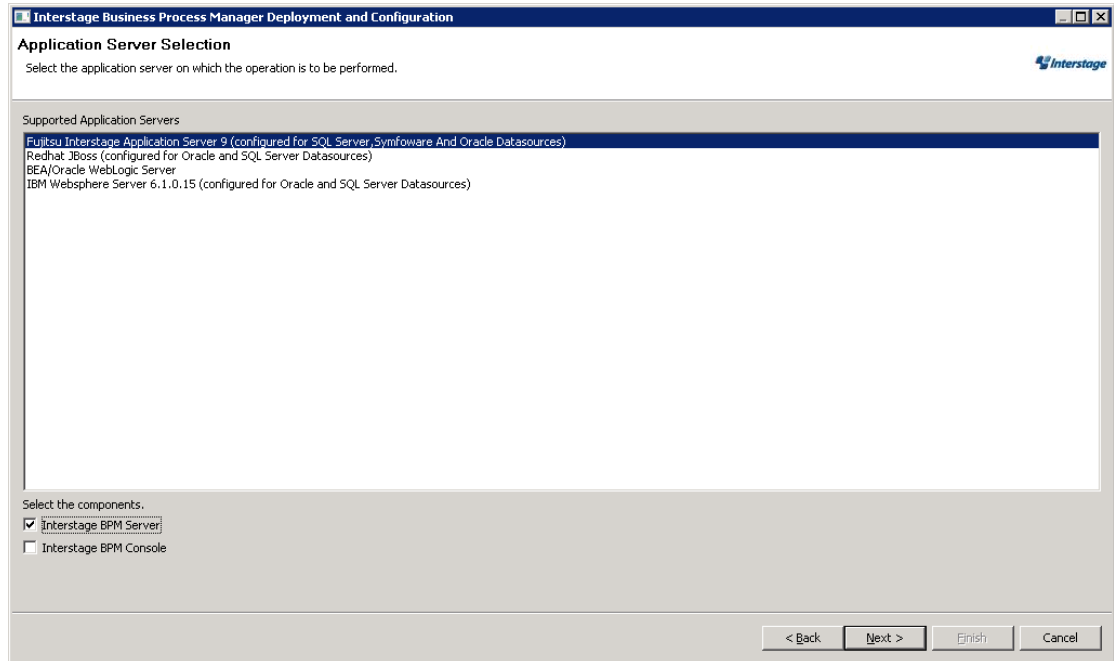 Interstage Business Process Manager Deployment and Configuration
Application Server Selection
Select the application server on which the operation is to be performed.
Interstage
Supported Application Servers
Fujitsu Interstage Application Server 9 (configured for SQL Server,Symfoware And Oracle Datasources)
Redhat JBoss (configured for Oracle and SQL Server Datasources)
BEA/Oracle WebLogic Server
IBM Websphere Server 6.1.0.15 (configured for Oracle and SQL Server Datasources)
Select the components.
Interstage BPM Server
Interstage BPM Console
< Back Next > Finish Cancel